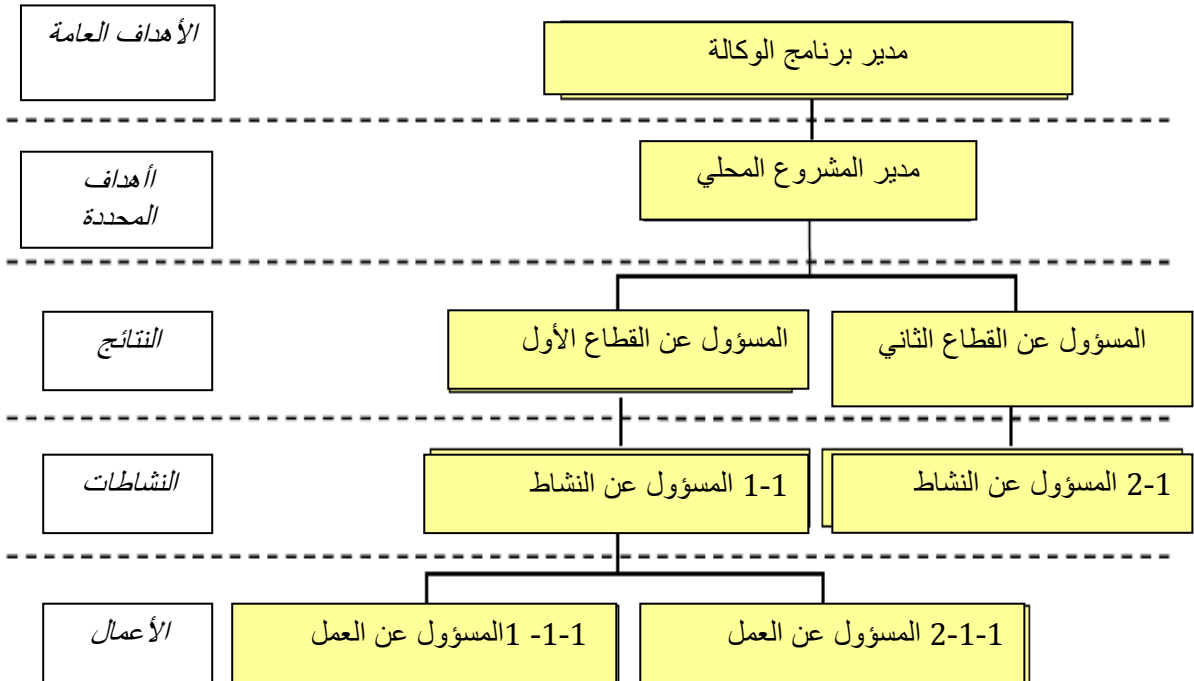 الأهداف العامة
مدير برنامج الوكالة
اأهداف
المحددة
مدير المشروع المحلي
النتائج
المسؤول عن القطاع الأول
المسؤول عن القطاع الثاني
النشاطات
1-1 المسؤول عن النشاط
2-1 المسؤول عن النشاط
الأعمال
1-1- 1المسؤول عن العمل
2-1-1 المسؤول عن العمل